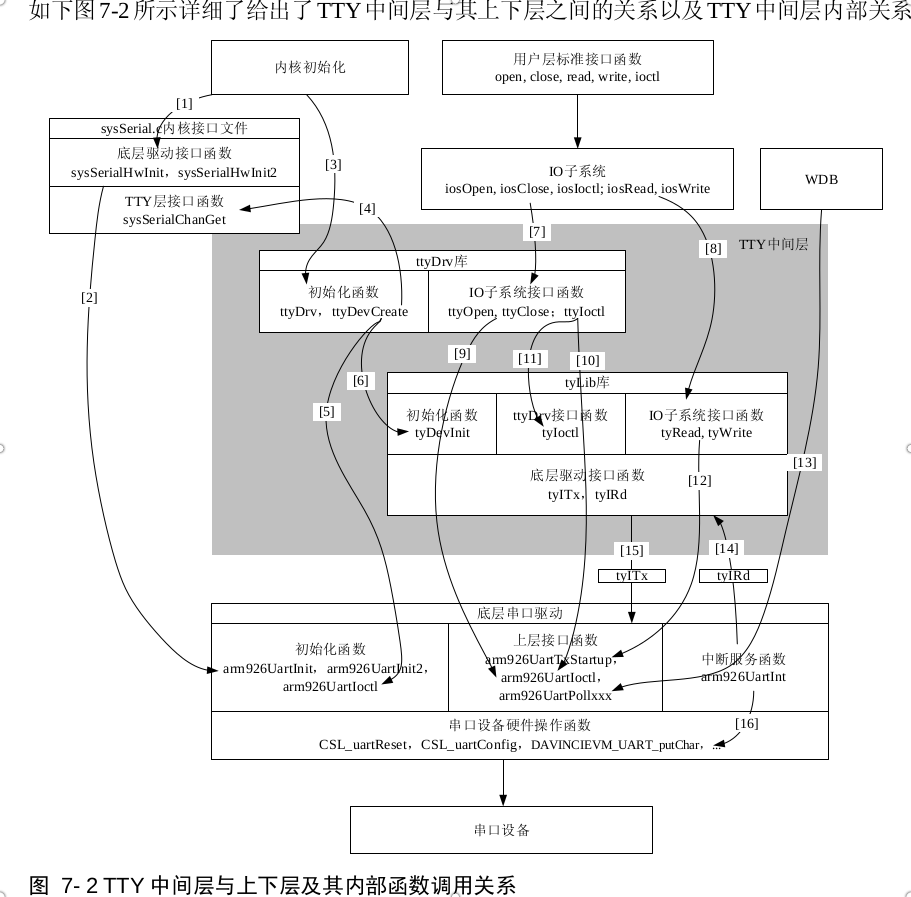 如下图 7-2 所示详细了给出了 TTY 中间层与其上下层之间的关系以及 TTY 中间层内部关系
内核初始化
用户层标准接口函数
open, close, read, write, ioctl
[1]
sysSerial.c内核接口文件
底层驱动接口函数
sysSerialHwInit，sysSerialHwInit2
TTY层接口函数
sysSerialChanGet
[3]
[4]
IO子系统
iosOpen, iosClose, iosIoctl; iosRead, iosWrite
WDB
[7]
[8]
TTY中间层
ttyDrv库
初始化函数
ttyDrv，ttyDevCreate
IO子系统接口函数
ttyOpen, ttyClose；ttyIoctl
[2]
[9]
[11]
[10]
[6]
[5]
tyLib库
初始化函数
tyDevInit
ttyDrv接口函数
tyIoctl
IO子系统接口函数
tyRead, tyWrite
[13]
底层驱动接口函数
tyITx，tyIRd
[12]
[15]
[14]
tyITx
tyIRd
底层串口驱动
初始化函数
arm926UartInit，arm926UartInit2，
arm926UartIoctl
上层接口函数
arm926UartTxStartup，
arm926UartIoctl，
arm926UartPollxxx
中断服务函数
arm926UartInt
[16]
串口设备硬件操作函数
CSL_uartReset，CSL_uartConfig，DAVINCIEVM_UART_putChar，...
串口设备
图 7- 2 TTY 中间层与上下层及其内部函数调用关系